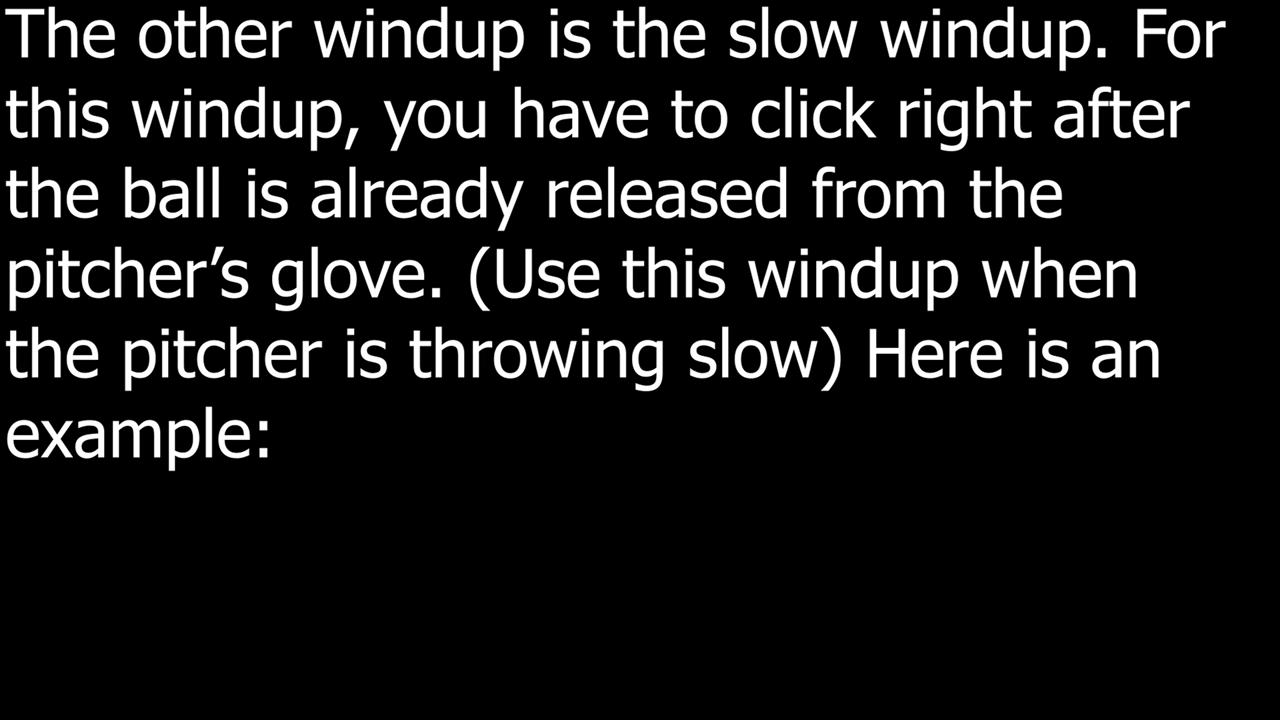 The other windup is the slow windup. For
this windup, you have to click right after
the ball is already released from the
pitcher’s glove. (Use this windup when
the pitcher is throwing slow) Here is an
example: